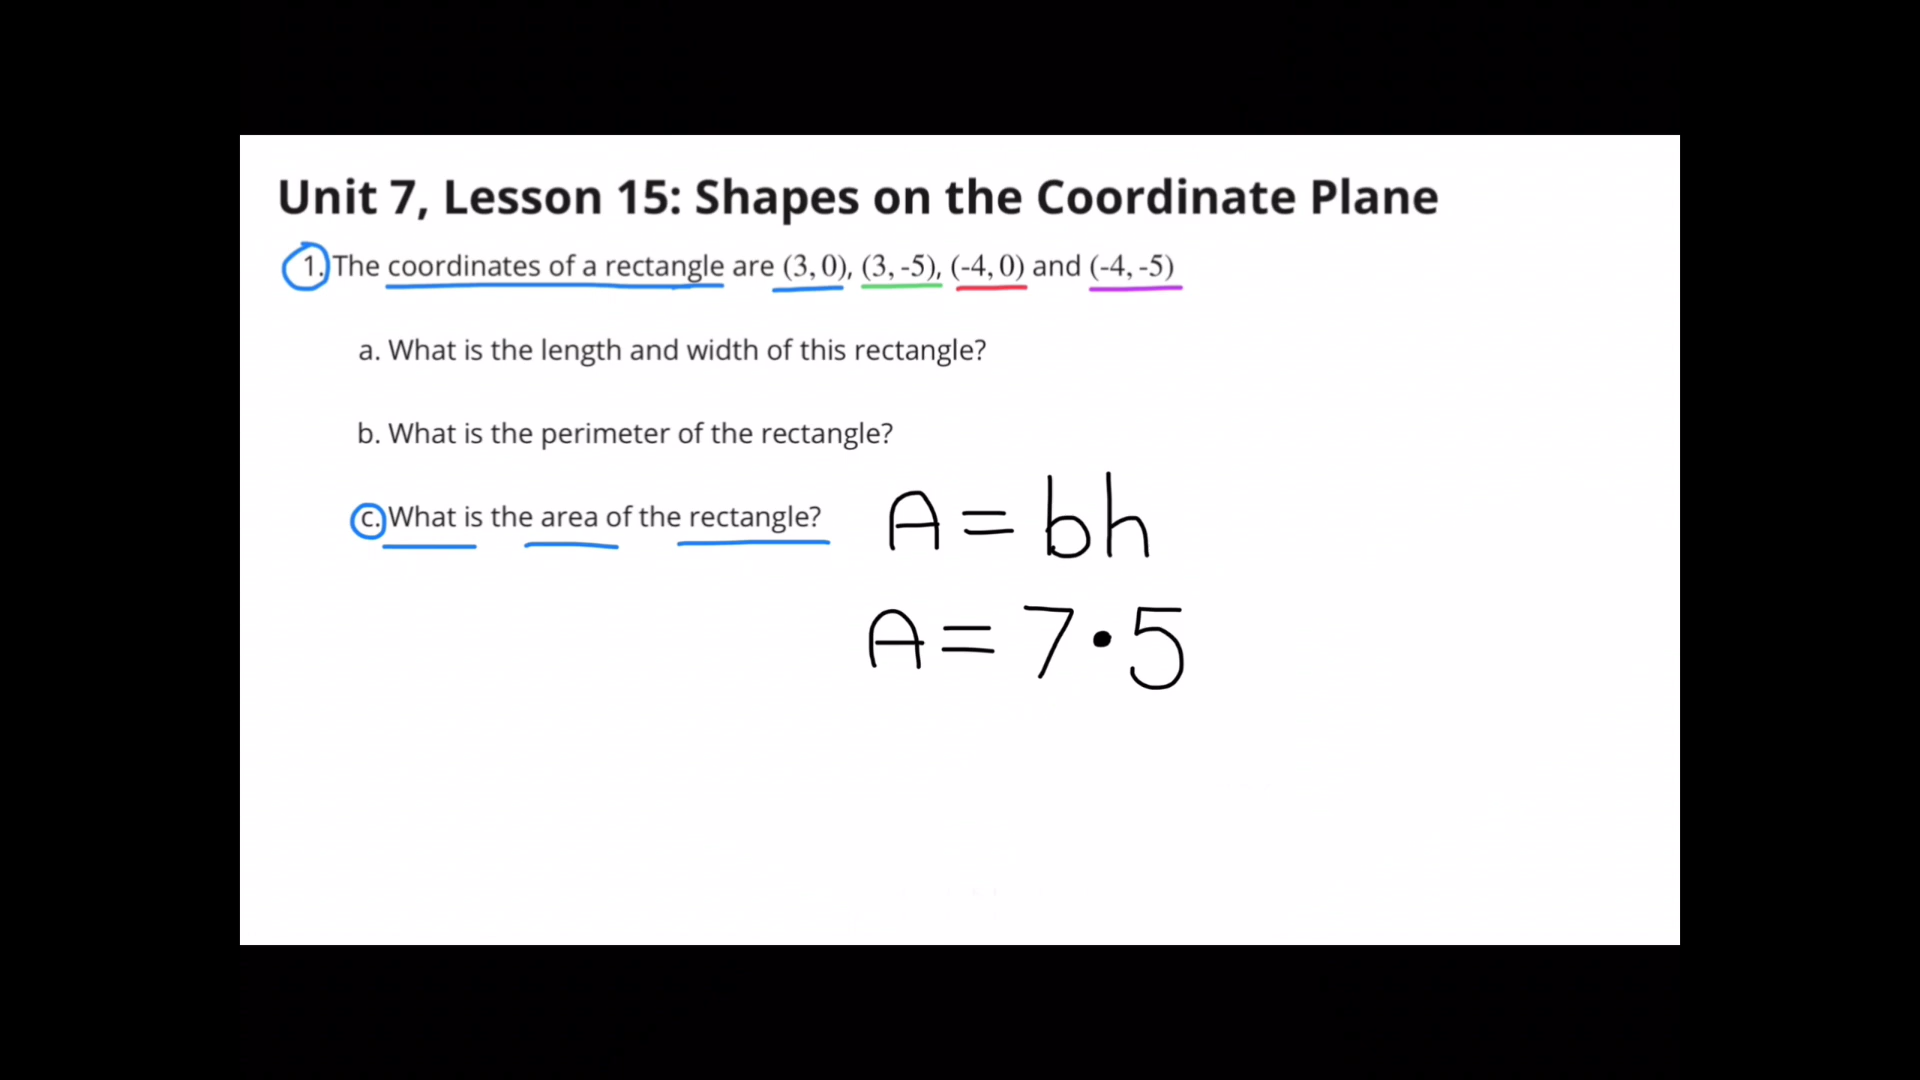 Unit 7, Lesson 15: Shapes on the Coordinate Plane
1. The coordinates of a rectangle are (3, 0), (3, -5), (-4, 0) and (-4, -5)
a. What is the length and width of this rectangle?
b. What is the perimeter of the rectangle?
c. What is the area of the rectangle? A = bh
A = 7 • 5